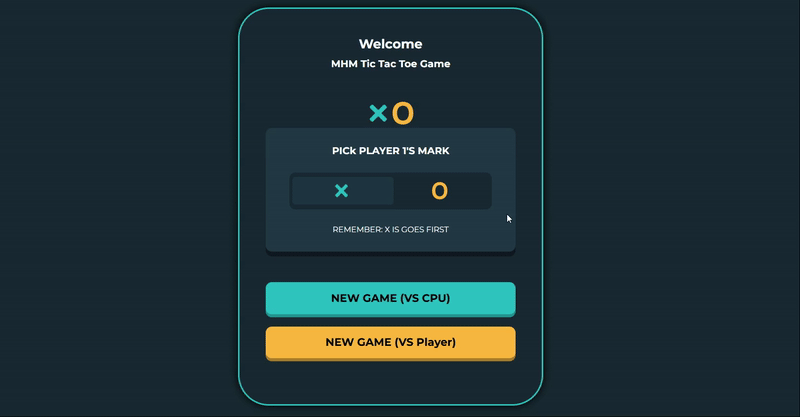 Welcome
MHM Tic Tac Toe Game
×O
PICk PLAYER 1'S MARK
× O
REMEMBER: X IS GOES FIRST
NEW GAME (VS CPU)
NEW GAME (VS Player)